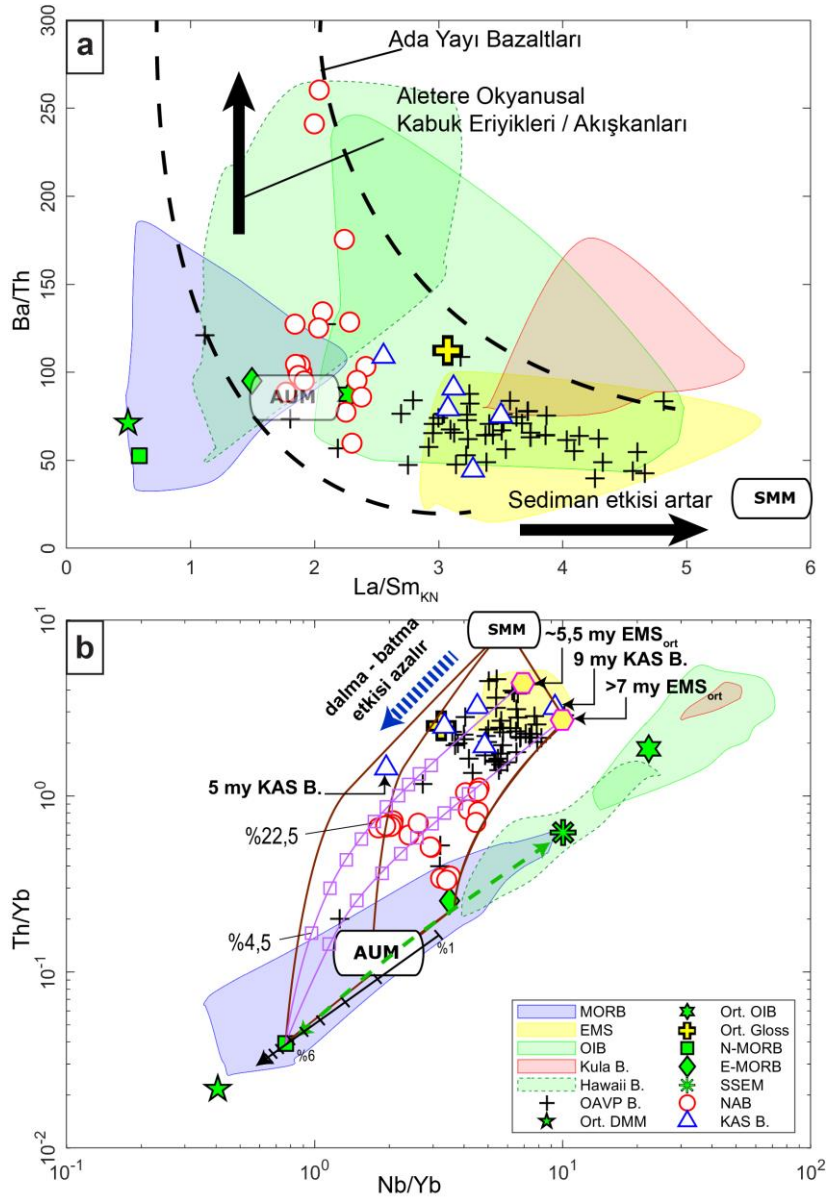 a
Ada Yayı Bazaltları
Aletere Okyanusal
Kabuk Eriyikleri / Akışkanları
AUM
Sediman etkisi artar
SMM
300
250
200
150
100
50
0
Ba/Th
0 1 2 3 4 5 6
La/SmKN
b
SMM
~5,5 my EMSort
9 my KAS B.
>7 my EMSort
dalma - batma
etkisi azalır
5 my KAS B.
%22,5
%4,5
AUM
%1
%6
10^1
10^0
10^-1
10^-2
Th/Yb
10^-1 10^0 10^1 10^2
Nb/Yb
MORB
EMS
OIB
Kula B.
Hawaii B.
OAVP B.
Ort. DMM
Ort. OIB
Ort. Gloss
N-MORB
E-MORB
SSEM
NAB
KAS B.